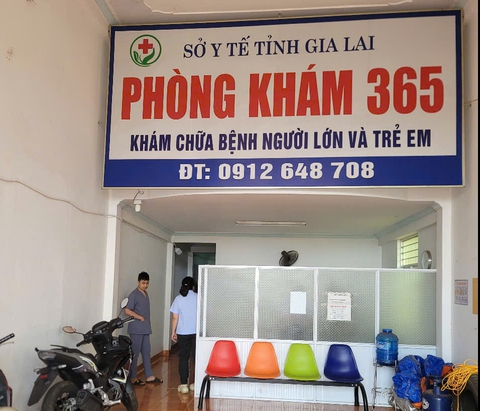 SỞ Y TẾ TỈNH GIA LAI
PHÒNG KHÁM 365
KHÁM CHỮA BỆNH NGƯỜI LỚN VÀ TRẺ EM
ĐT: 0912 648 708